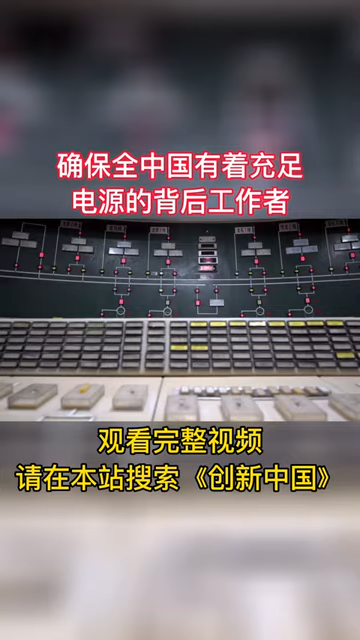 确保全中国有着充足
电源的背后工作者
观看完整视频
请在本站搜索《创新中国》